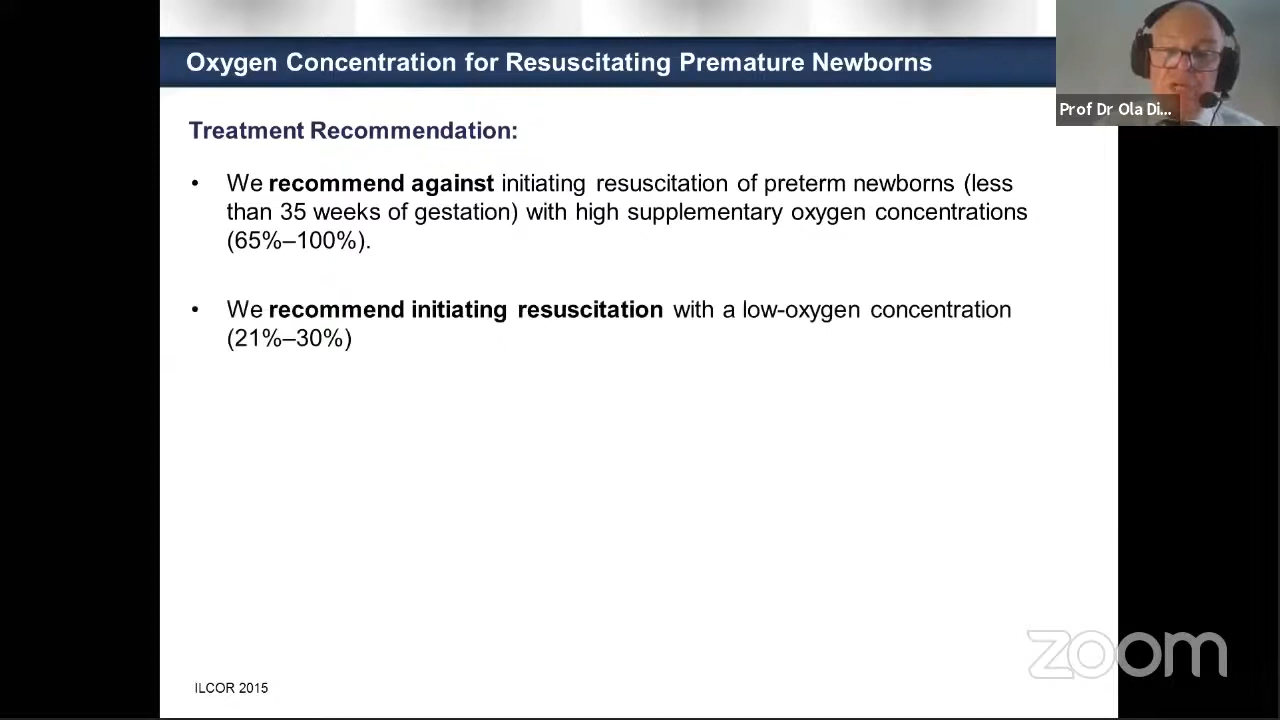 Oxygen Concentration for Resuscitating Premature Newborns
Prof Dr Ola Di...
Treatment Recommendation:
• We recommend against initiating resuscitation of preterm newborns (less
than 35 weeks of gestation) with high supplementary oxygen concentrations
(65%–100%).
• We recommend initiating resuscitation with a low-oxygen concentration
(21%–30%)
zoom
ILCOR 2015